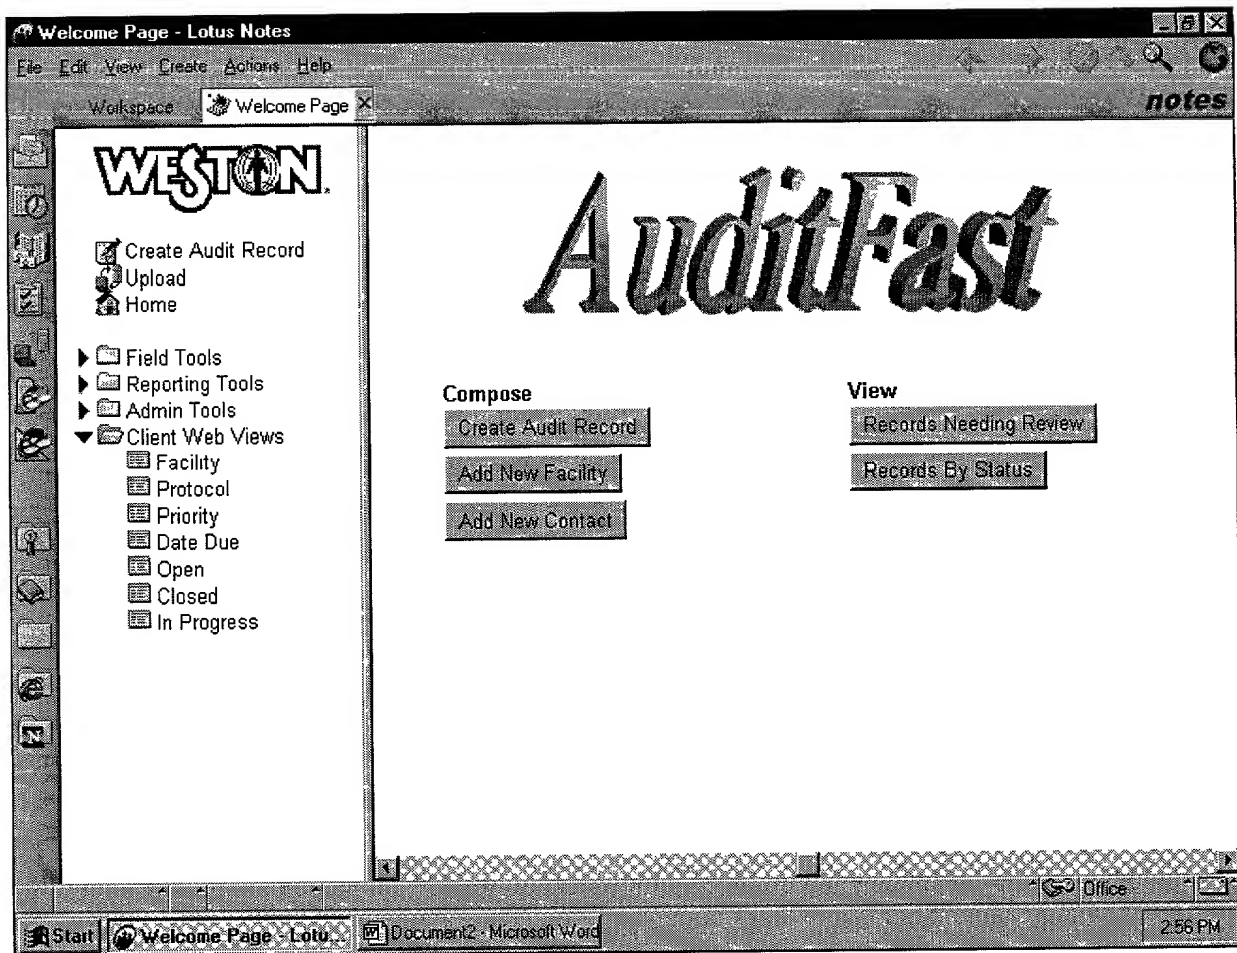 Welcome Page - Lotus Notes
File Edit View Create Actions Help
Workspace Welcome Page
notes
WESTON.
AuditFast
Create Audit Record
Upload
Home
Field Tools
Reporting Tools
Admin Tools
Client Web Views
Facility
Protocol
Priority
Date Due
Open
Closed
In Progress
Compose
Create Audit Record
Add New Facility
Add New Contact
View
Records Needing Review
Records By Status
Office
Start Welcome Page - Lotu... Document2 - Microsoft Word 2:56 PM